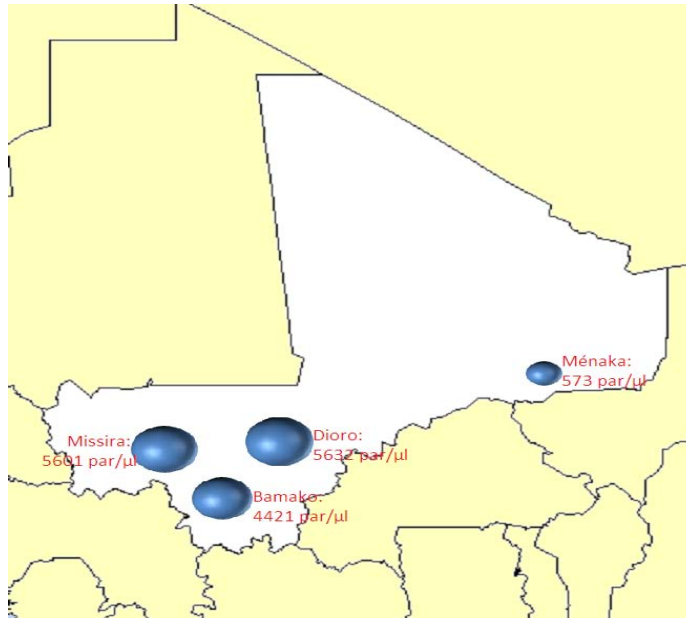 Ménaka:
573 par/µl
Missira:
5601 par/µl
Dioro:
5632 par/µl
Bamako:
4421 par/µl